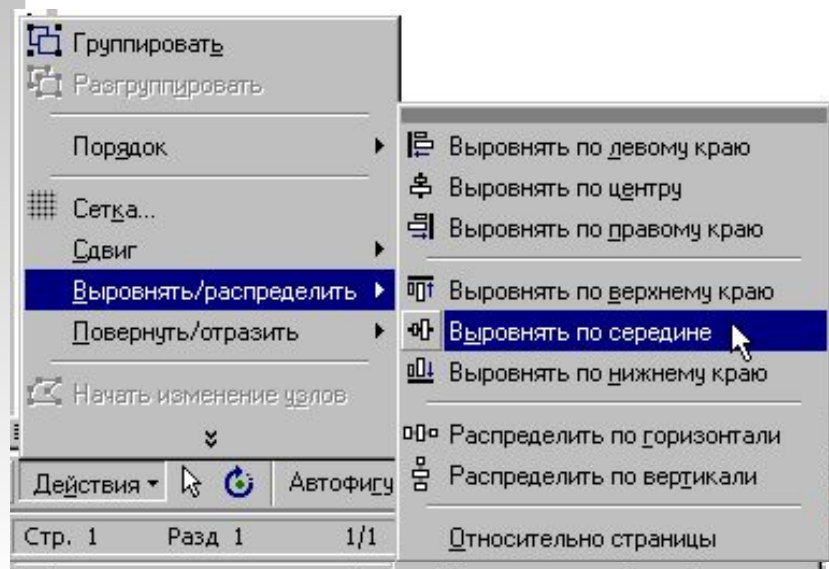 Группировать
Разгруппировать
Порядок
Сетка...
Сдвиг
Выровнять/распределить
Повернуть/отразить
Начать изменение узлов
Действия
Автофигу
Стр. 1 Разд 1 1/1
Выровнять по левому краю
Выровнять по центру
Выровнять по правому краю
Выровнять по верхнему краю
Выровнять по середине
Выровнять по нижнему краю
Распределить по горизонтали
Распределить по вертикали
Относительно страницы